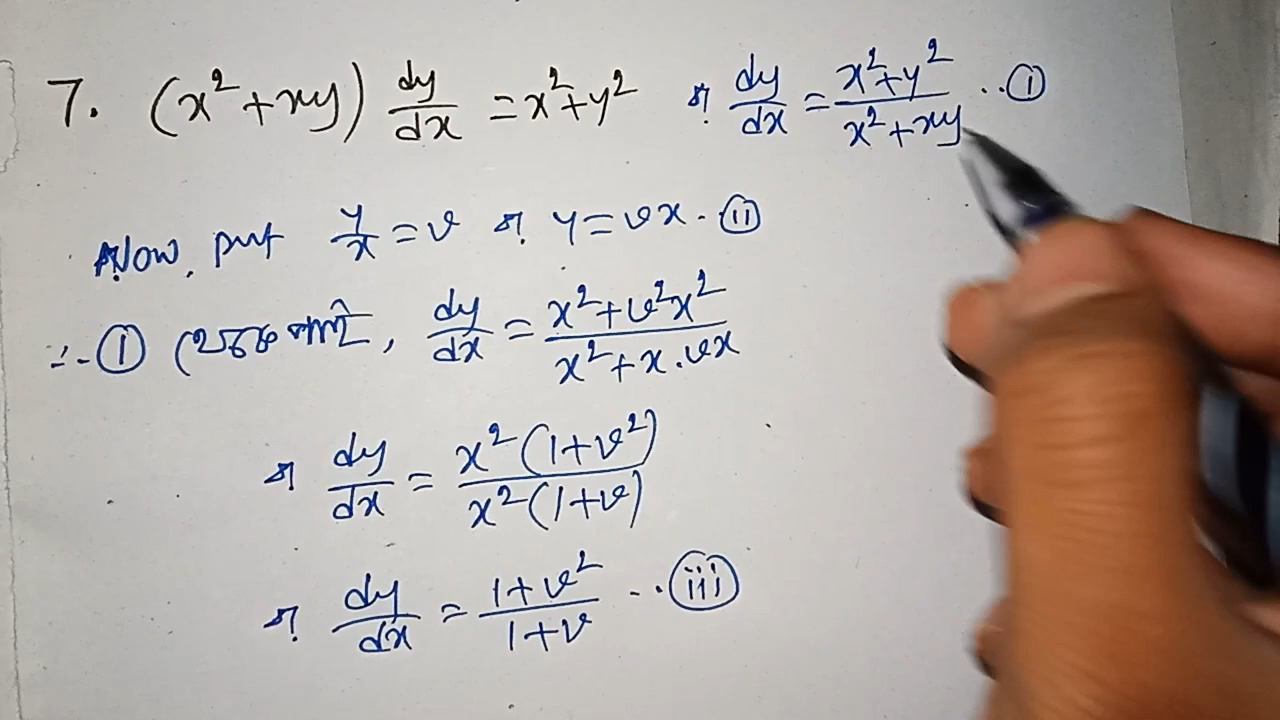 7. (x²+xy) dy/dx = x²+y² বা, dy/dx = x²+y²/x²+xy ..(i)
Now, put y/x = v বা, y = vx .(ii)
∴ (i) থেকে পাই, dy/dx = x²+v²x²/x²+x.vx
বা, dy/dx = x²(1+v²)/x²(1+v)
বা, dy/dx = 1+v²/1+v ...(iii)